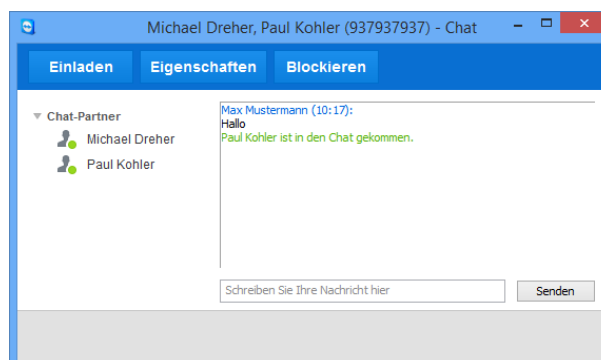 Michael Dreher, Paul Kohler (937937937) - Chat
Einladen Eigenschaften Blockieren
Chat-Partner
Michael Dreher
Paul Kohler
Max Mustermann (10:17):
Hallo
Paul Kohler ist in den Chat gekommen.
Schreiben Sie Ihre Nachricht hier
Senden